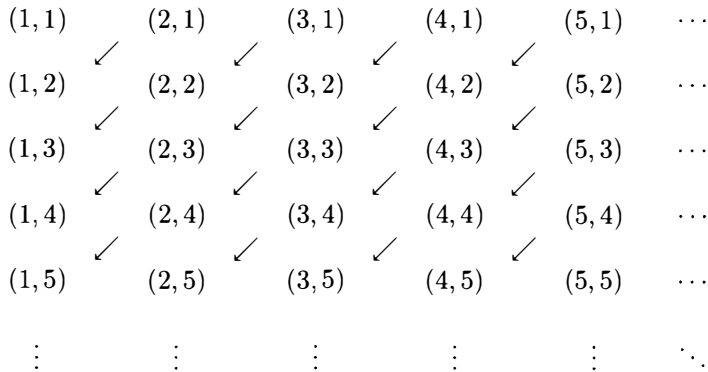 (1, 1) (2, 1) (3, 1) (4, 1) (5, 1) ⋯
↙ ↙ ↙ ↙
(1, 2) (2, 2) (3, 2) (4, 2) (5, 2) ⋯
↙ ↙ ↙ ↙
(1, 3) (2, 3) (3, 3) (4, 3) (5, 3) ⋯
↙ ↙ ↙ ↙
(1, 4) (2, 4) (3, 4) (4, 4) (5, 4) ⋯
↙ ↙ ↙ ↙
(1, 5) (2, 5) (3, 5) (4, 5) (5, 5) ⋯
⋮ ⋮ ⋮ ⋮ ⋮ ⋱